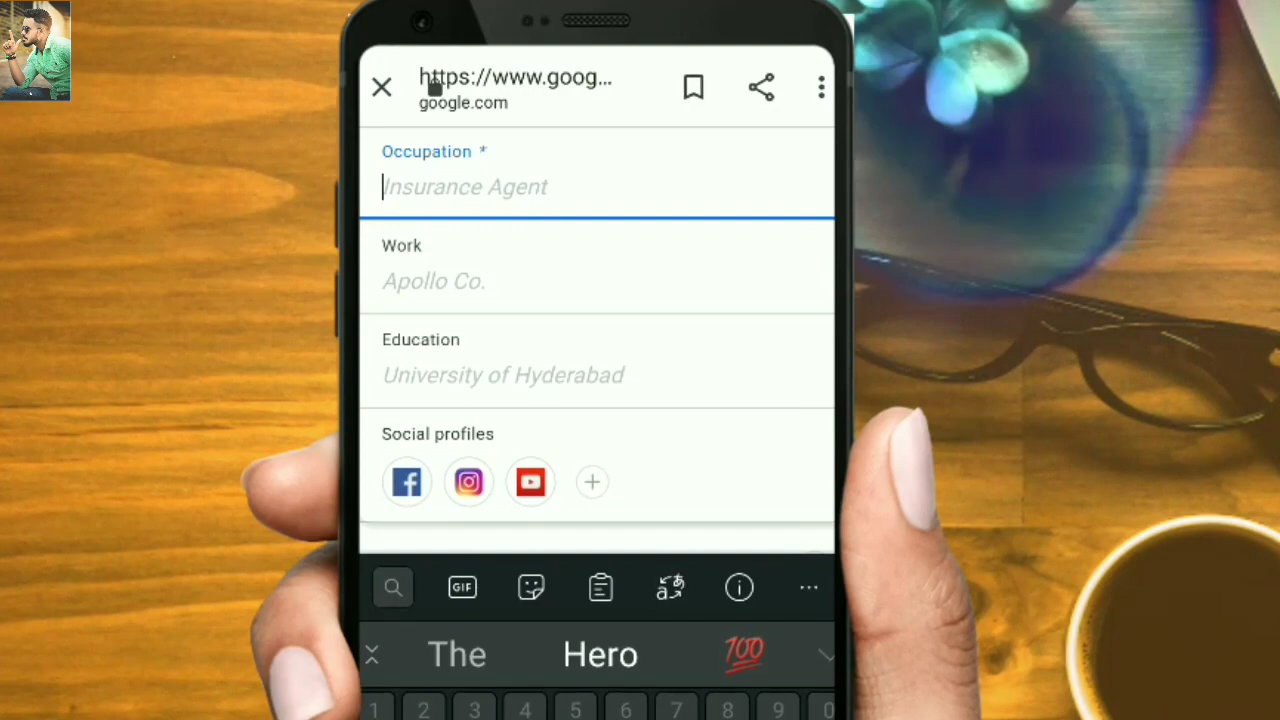 https://www.goog...
google.com
Occupation *
Insurance Agent
Work
Apollo Co.
Education
University of Hyderabad
Social profiles
GIF
The Hero 100
1 2 3 4 5 6 7 8 9 0